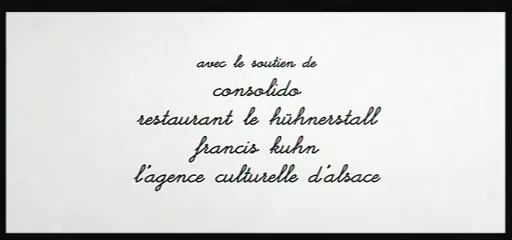 avec le soutien de
consolido
restaurant le hühnerstall
francis kuhn
l'agence culturelle d'alsace